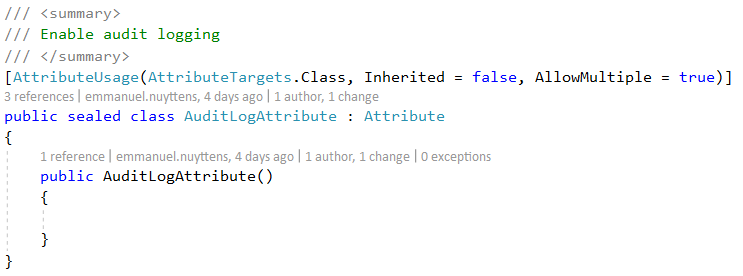 /// <summary>
/// Enable audit logging
/// </summary>
[AttributeUsage(AttributeTargets.Class, Inherited = false, AllowMultiple = true)]
3 references | emmanuel.nuyttens, 4 days ago | 1 author, 1 change
public sealed class AuditLogAttribute : Attribute
{
1 reference | emmanuel.nuyttens, 4 days ago | 1 author, 1 change | 0 exceptions
public AuditLogAttribute()
{
}
}